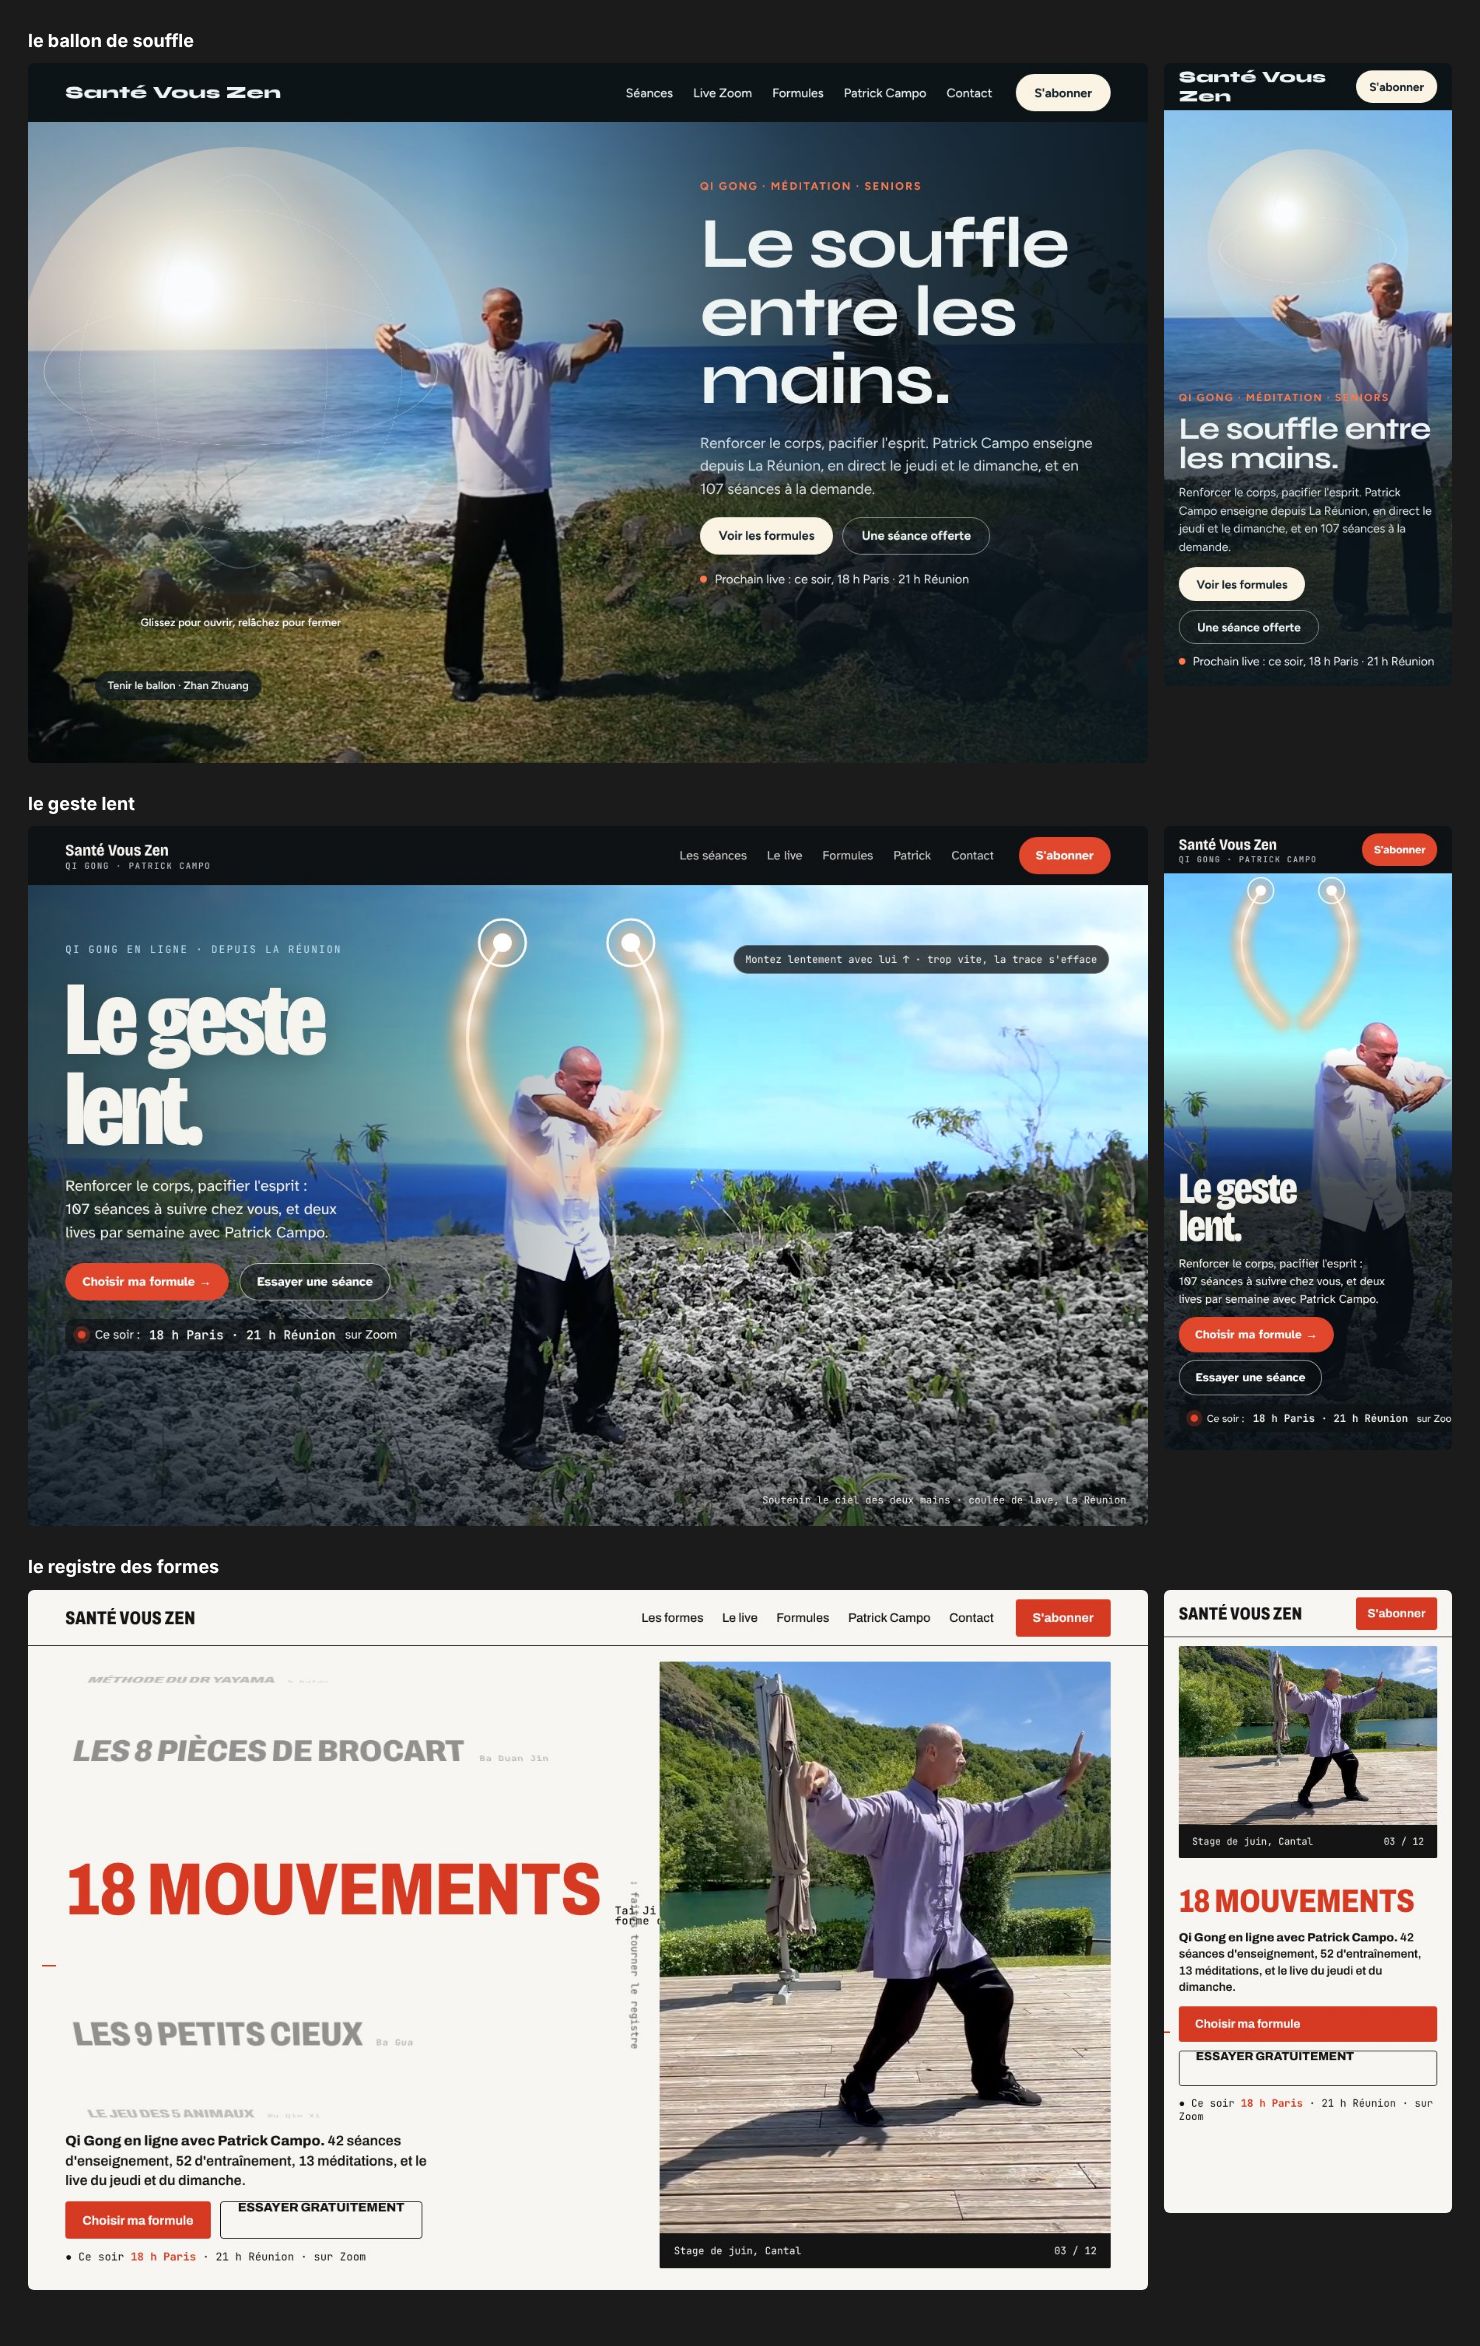 le ballon de souffle
Santé Vous Zen
Séances Live Zoom Formules Patrick Campo Contact S'abonner
QI GONG · MÉDITATION · SENIORS
Le souffle
entre les
mains.
Renforcer le corps, pacifier l'esprit. Patrick Campo enseigne
depuis La Réunion, en direct le jeudi et le dimanche, et en
107 séances à la demande.
Voir les formules Une séance offerte
Prochain live : ce soir, 18 h Paris · 21 h Réunion
Glissez pour ouvrir, relâchez pour fermer
Tenir le ballon · Zhan Zhuang
Santé Vous
Zen
S'abonner
QI GONG · MÉDITATION · SENIORS
Le souffle entre
les mains.
Renforcer le corps, pacifier l'esprit. Patrick
Campo enseigne depuis La Réunion, en direct le
jeudi et le dimanche, et en 107 séances à la
demande.
Voir les formules
Une séance offerte
Prochain live : ce soir, 18 h Paris · 21 h Réunion
le geste lent
Santé Vous Zen
QI GONG · PATRICK CAMPO
Les séances Le live Formules Patrick Contact S'abonner
QI GONG EN LIGNE · DEPUIS LA RÉUNION
Montez lentement avec lui ↑ · trop vite, la trace s'efface
Le geste
lent.
Renforcer le corps, pacifier l'esprit :
107 séances à suivre chez vous, et deux
lives par semaine avec Patrick Campo.
Choisir ma formule → Essayer une séance
Ce soir : 18 h Paris · 21 h Réunion sur Zoom
Soutenir le ciel des deux mains · coulée de lave, La Réunion
Santé Vous Zen
QI GONG · PATRICK CAMPO
S'abonner
Le geste
lent.
Renforcer le corps, pacifier l'esprit :
107 séances à suivre chez vous, et deux
lives par semaine avec Patrick Campo.
Choisir ma formule →
Essayer une séance
Ce soir : 18 h Paris · 21 h Réunion sur Zoo
le registre des formes
SANTÉ VOUS ZEN
Les formes Le live Formules Patrick Campo Contact S'abonner
MÉTHODE DU DR YAYAMA
LES 8 PIÈCES DE BROCART Ba Duan Jin
18 MOUVEMENTS
Tai Ji
forme
tourner le registre
LES 9 PETITS CIEUX Ba Gua
LE JEU DES 5 ANIMAUX Wu Qin Xi
Qi Gong en ligne avec Patrick Campo. 42 séances
d'enseignement, 52 d'entraînement, 13 méditations, et le
live du jeudi et du dimanche.
Choisir ma formule ESSAYER GRATUITEMENT
● Ce soir 18 h Paris · 21 h Réunion · sur Zoom
Stage de juin, Cantal 03 / 12
SANTÉ VOUS ZEN
S'abonner
Stage de juin, Cantal 03 / 12
18 MOUVEMENTS
Qi Gong en ligne avec Patrick Campo. 42
séances d'enseignement, 52 d'entraînement,
13 méditations, et le live du jeudi et du
dimanche.
Choisir ma formule
ESSAYER GRATUITEMENT
● Ce soir 18 h Paris · 21 h Réunion · sur
Zoom